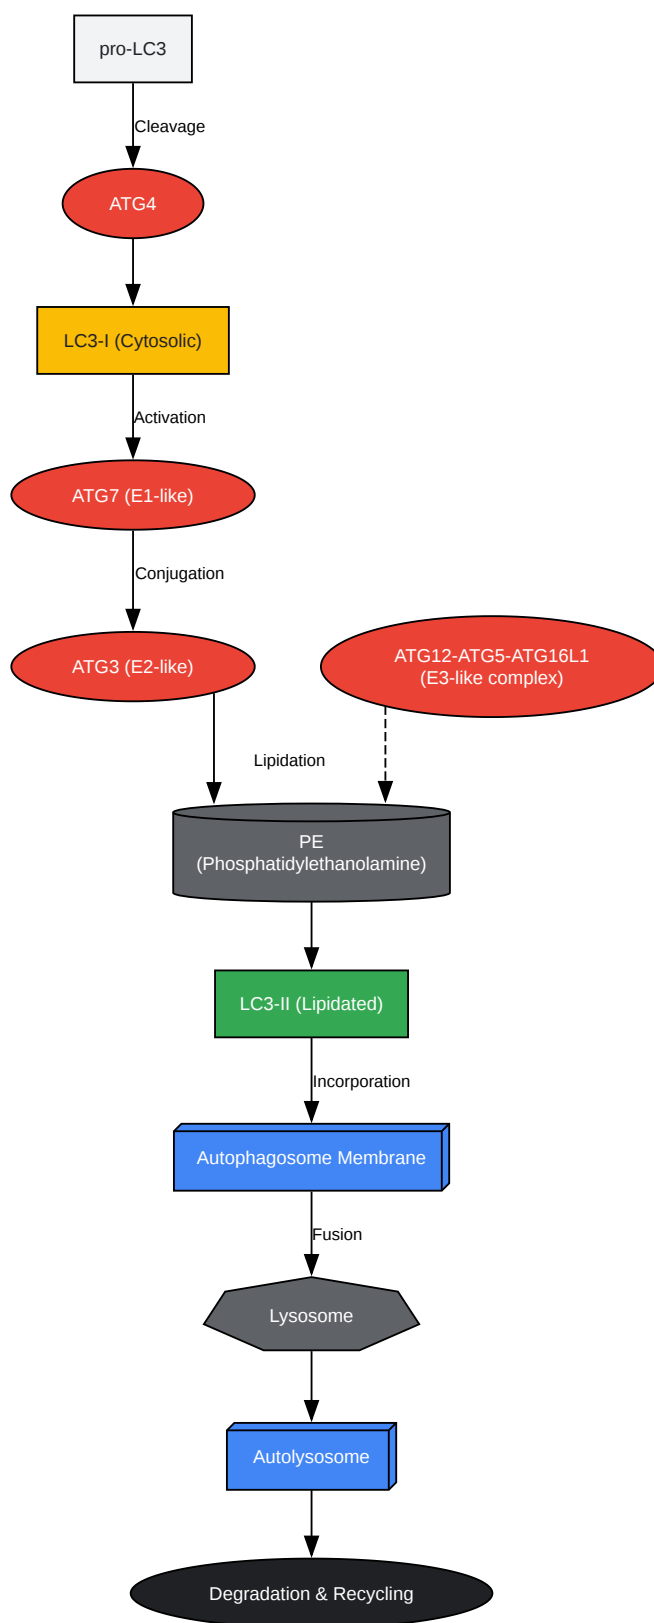 pro-LC3
Cleavage
ATG4
LC3-I (Cytosolic)
Activation
ATG7 (E1-like)
Conjugation
ATG3 (E2-like)
ATG12-ATG5-ATG16L1
(E3-like complex)
Lipidation
PE
(Phosphatidylethanolamine)
LC3-II (Lipidated)
Incorporation
Autophagosome Membrane
Fusion
Lysosome
Autolysosome
Degradation & Recycling